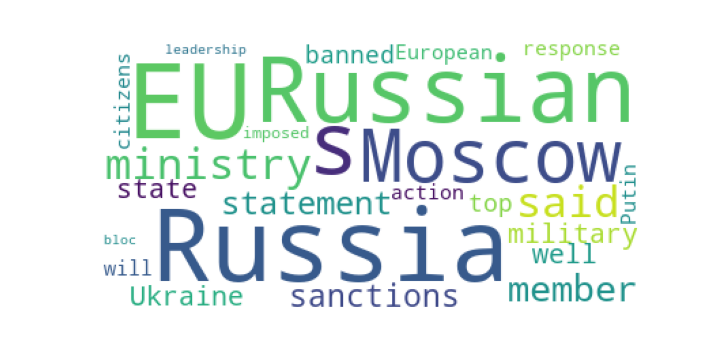 leadership
banned
European
response
citizens
EU
Russian
imposed
s
Moscow
ministry
state
statement
action
top
said
Putin
military
Russia
bloc
will
well
Ukraine
sanctions
member